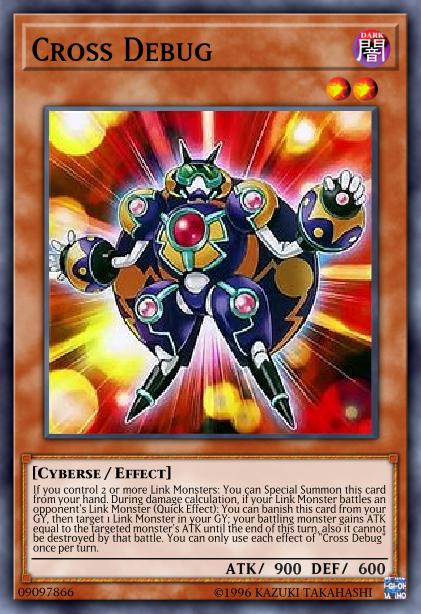 Cross Debug
DARK
闇
[Cyberse / Effect]
If you control 2 or more Link Monsters: You can Special Summon this card
from your hand. During damage calculation, if your Link Monster battles an
opponent's Link Monster (Quick Effect): You can banish this card from your
GY, then target 1 Link Monster in your GY; your battling monster gains ATK
equal to the targeted monster's ATK until the end of this turn, also it cannot
be destroyed by that battle. You can only use each effect of "Cross Debug"
once per turn.
ATK/ 900 DEF/ 600
09097866
©1996 KAZUKI TAKAHASHI